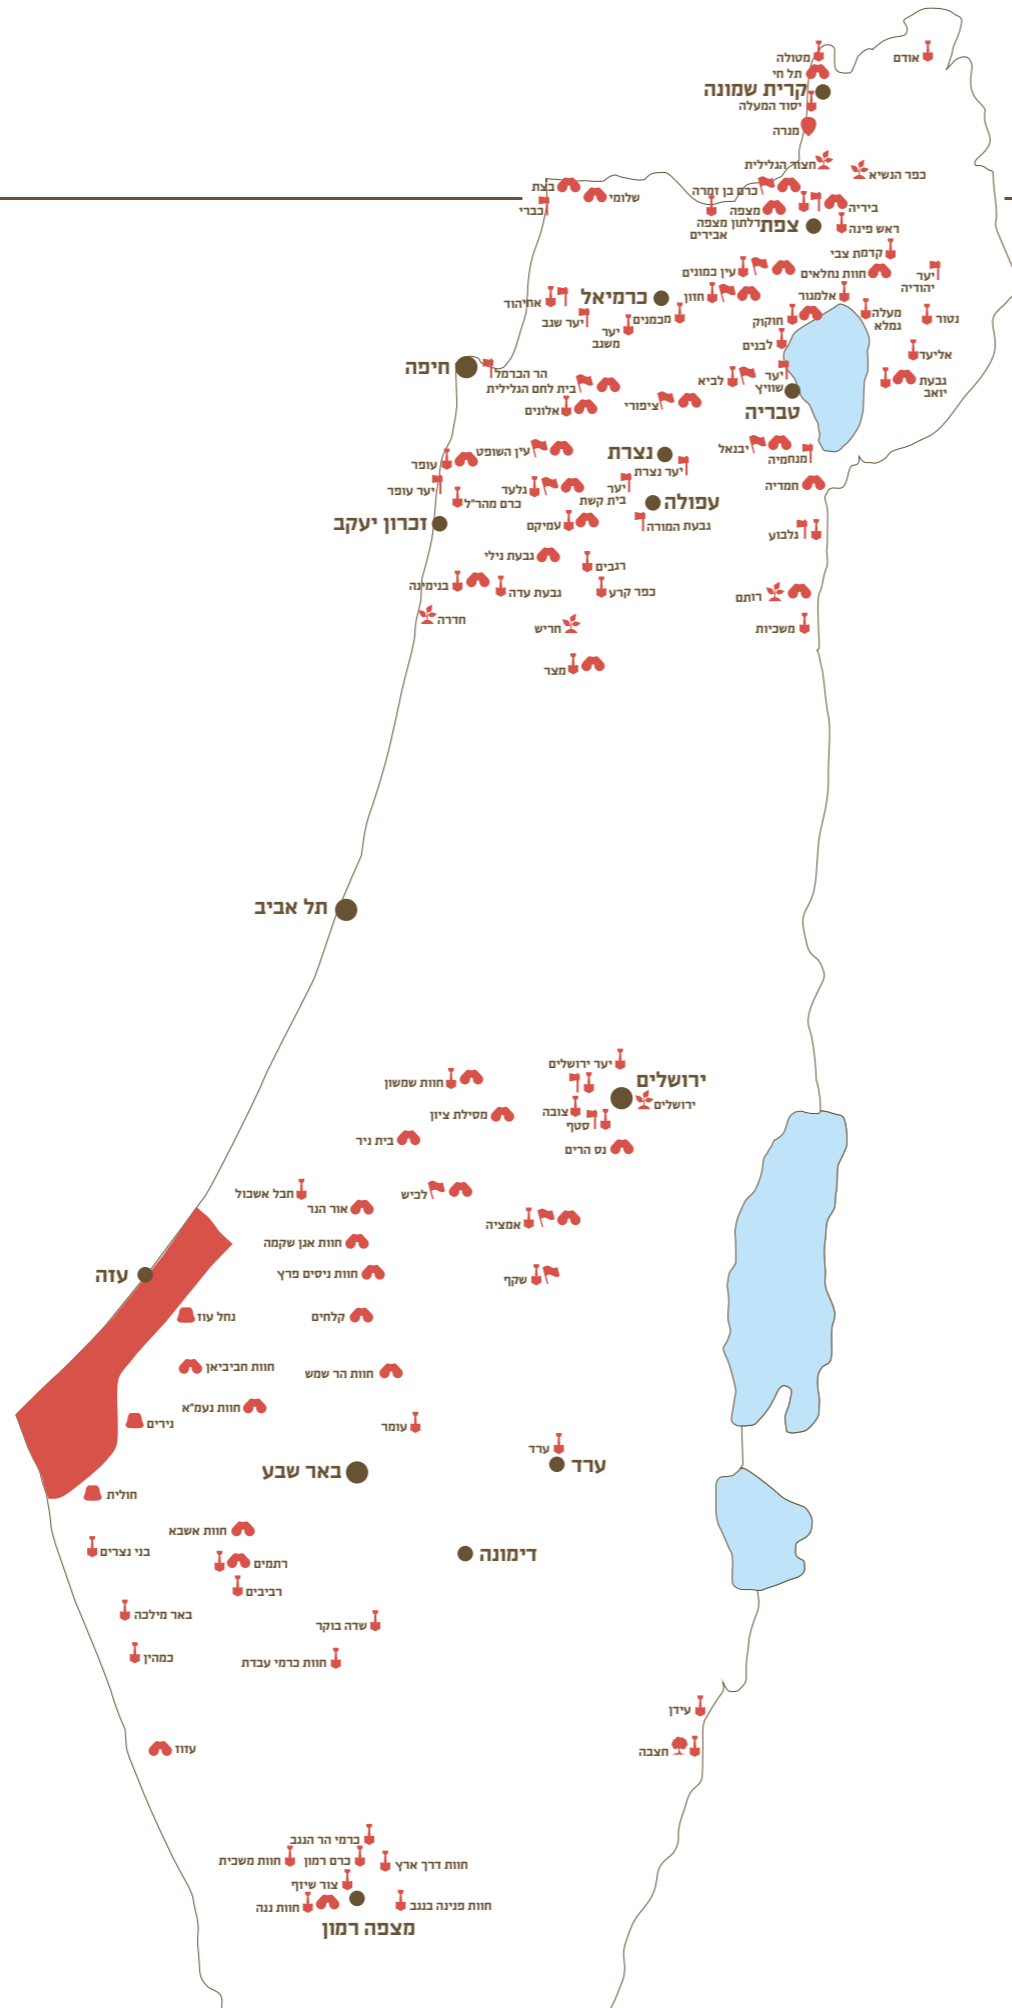 מטולה
אודם
תל חי
קרית שמונה
יסוד המעלה
מנרה
חצור הגלילית
כפר הנשיא
בצת
שלומי
כברי
כרם בן זמרה
מצפה
דלתון
מצפה
אבירים
ביריה
צפת
ראש פינה
קדמת צבי
עין כמונים
חוות נחלאים
יער
יהודיה
כרמיאל
אחיהוד
חזון
אלמגור
יער שגב
מכמנים
יער
משגב
חוקוק
מעלה
גמלא
נטור
לבנים
אליעד
חיפה
הר הכרמל
בית לחם הגלילית
לביא
יער
שוויץ
גבעת
יואב
אלונים
ציפורי
טבריה
עין השופט
נצרת
יבנאל
מנחמיה
עופר
יער נצרת
יער עופר
גלעד
יער
בית קשת
חמדיה
כרם מהר"ל
עפולה
זכרון יעקב
עמיקם
גבעת המורה
גלבוע
גבעת נילי
רגבים
בנימינה
גבעת עדה
כפר קרע
רותם
חדרה
חריש
משכיות
מצר
תל אביב
יער ירושלים
חוות שמשון
ירושלים
ירושלים
צובה
מסילת ציון
סטף
בית ניר
נס הרים
חבל אשכול
לכיש
אור הנר
אמציה
חוות אגן שקמה
עזה
חוות ניסים פרץ
שקף
נחל עוז
קלחים
חוות חביביאן
חוות הר שמש
חוות נעמ"א
נירים
עומר
ערד
באר שבע
ערד
חולית
חוות אשבא
בני נצרים
רתמים
דימונה
רביבים
באר מילכה
שדה בוקר
כמהין
חוות כרמי עבדת
עידן
עזוז
חצבה
כרמי הר הנגב
חוות משכית
כרם רמון
חוות דרך ארץ
צור שיזף
חוות ננה
חוות פנינה בנגב
מצפה רמון